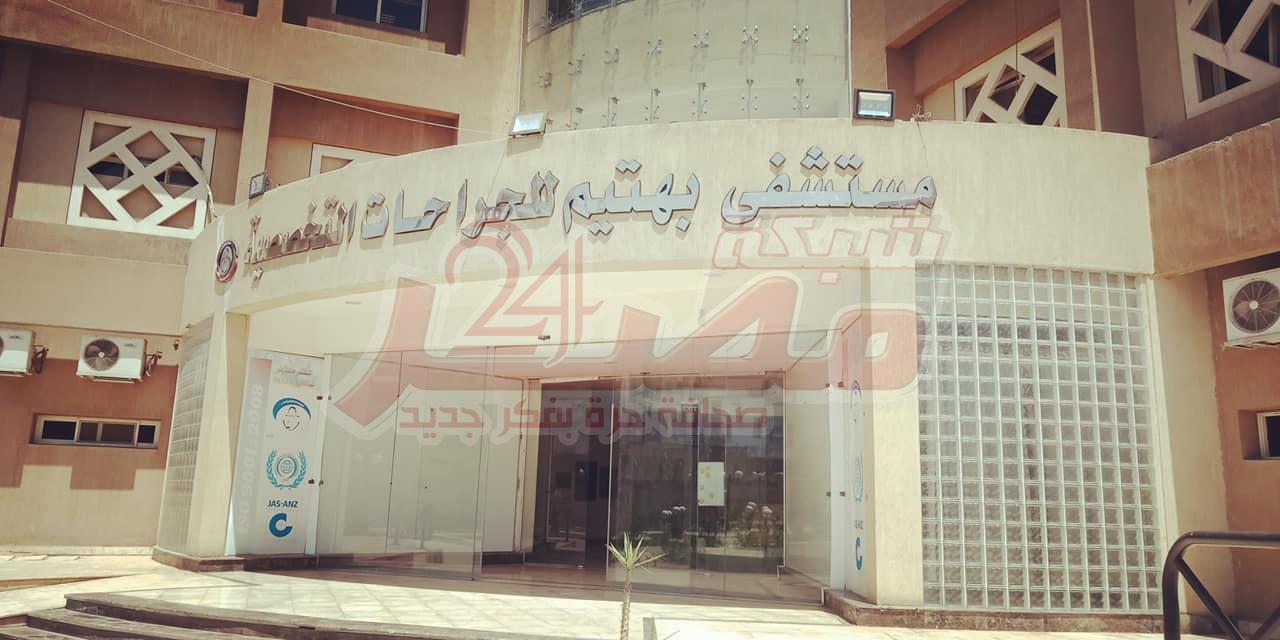 مستشفى بهتيم للجراحات التخصصية
شبكة
مصر 24
صحافة حرة بفكر جديد
ISO 9001:2008
JAS-ANZ